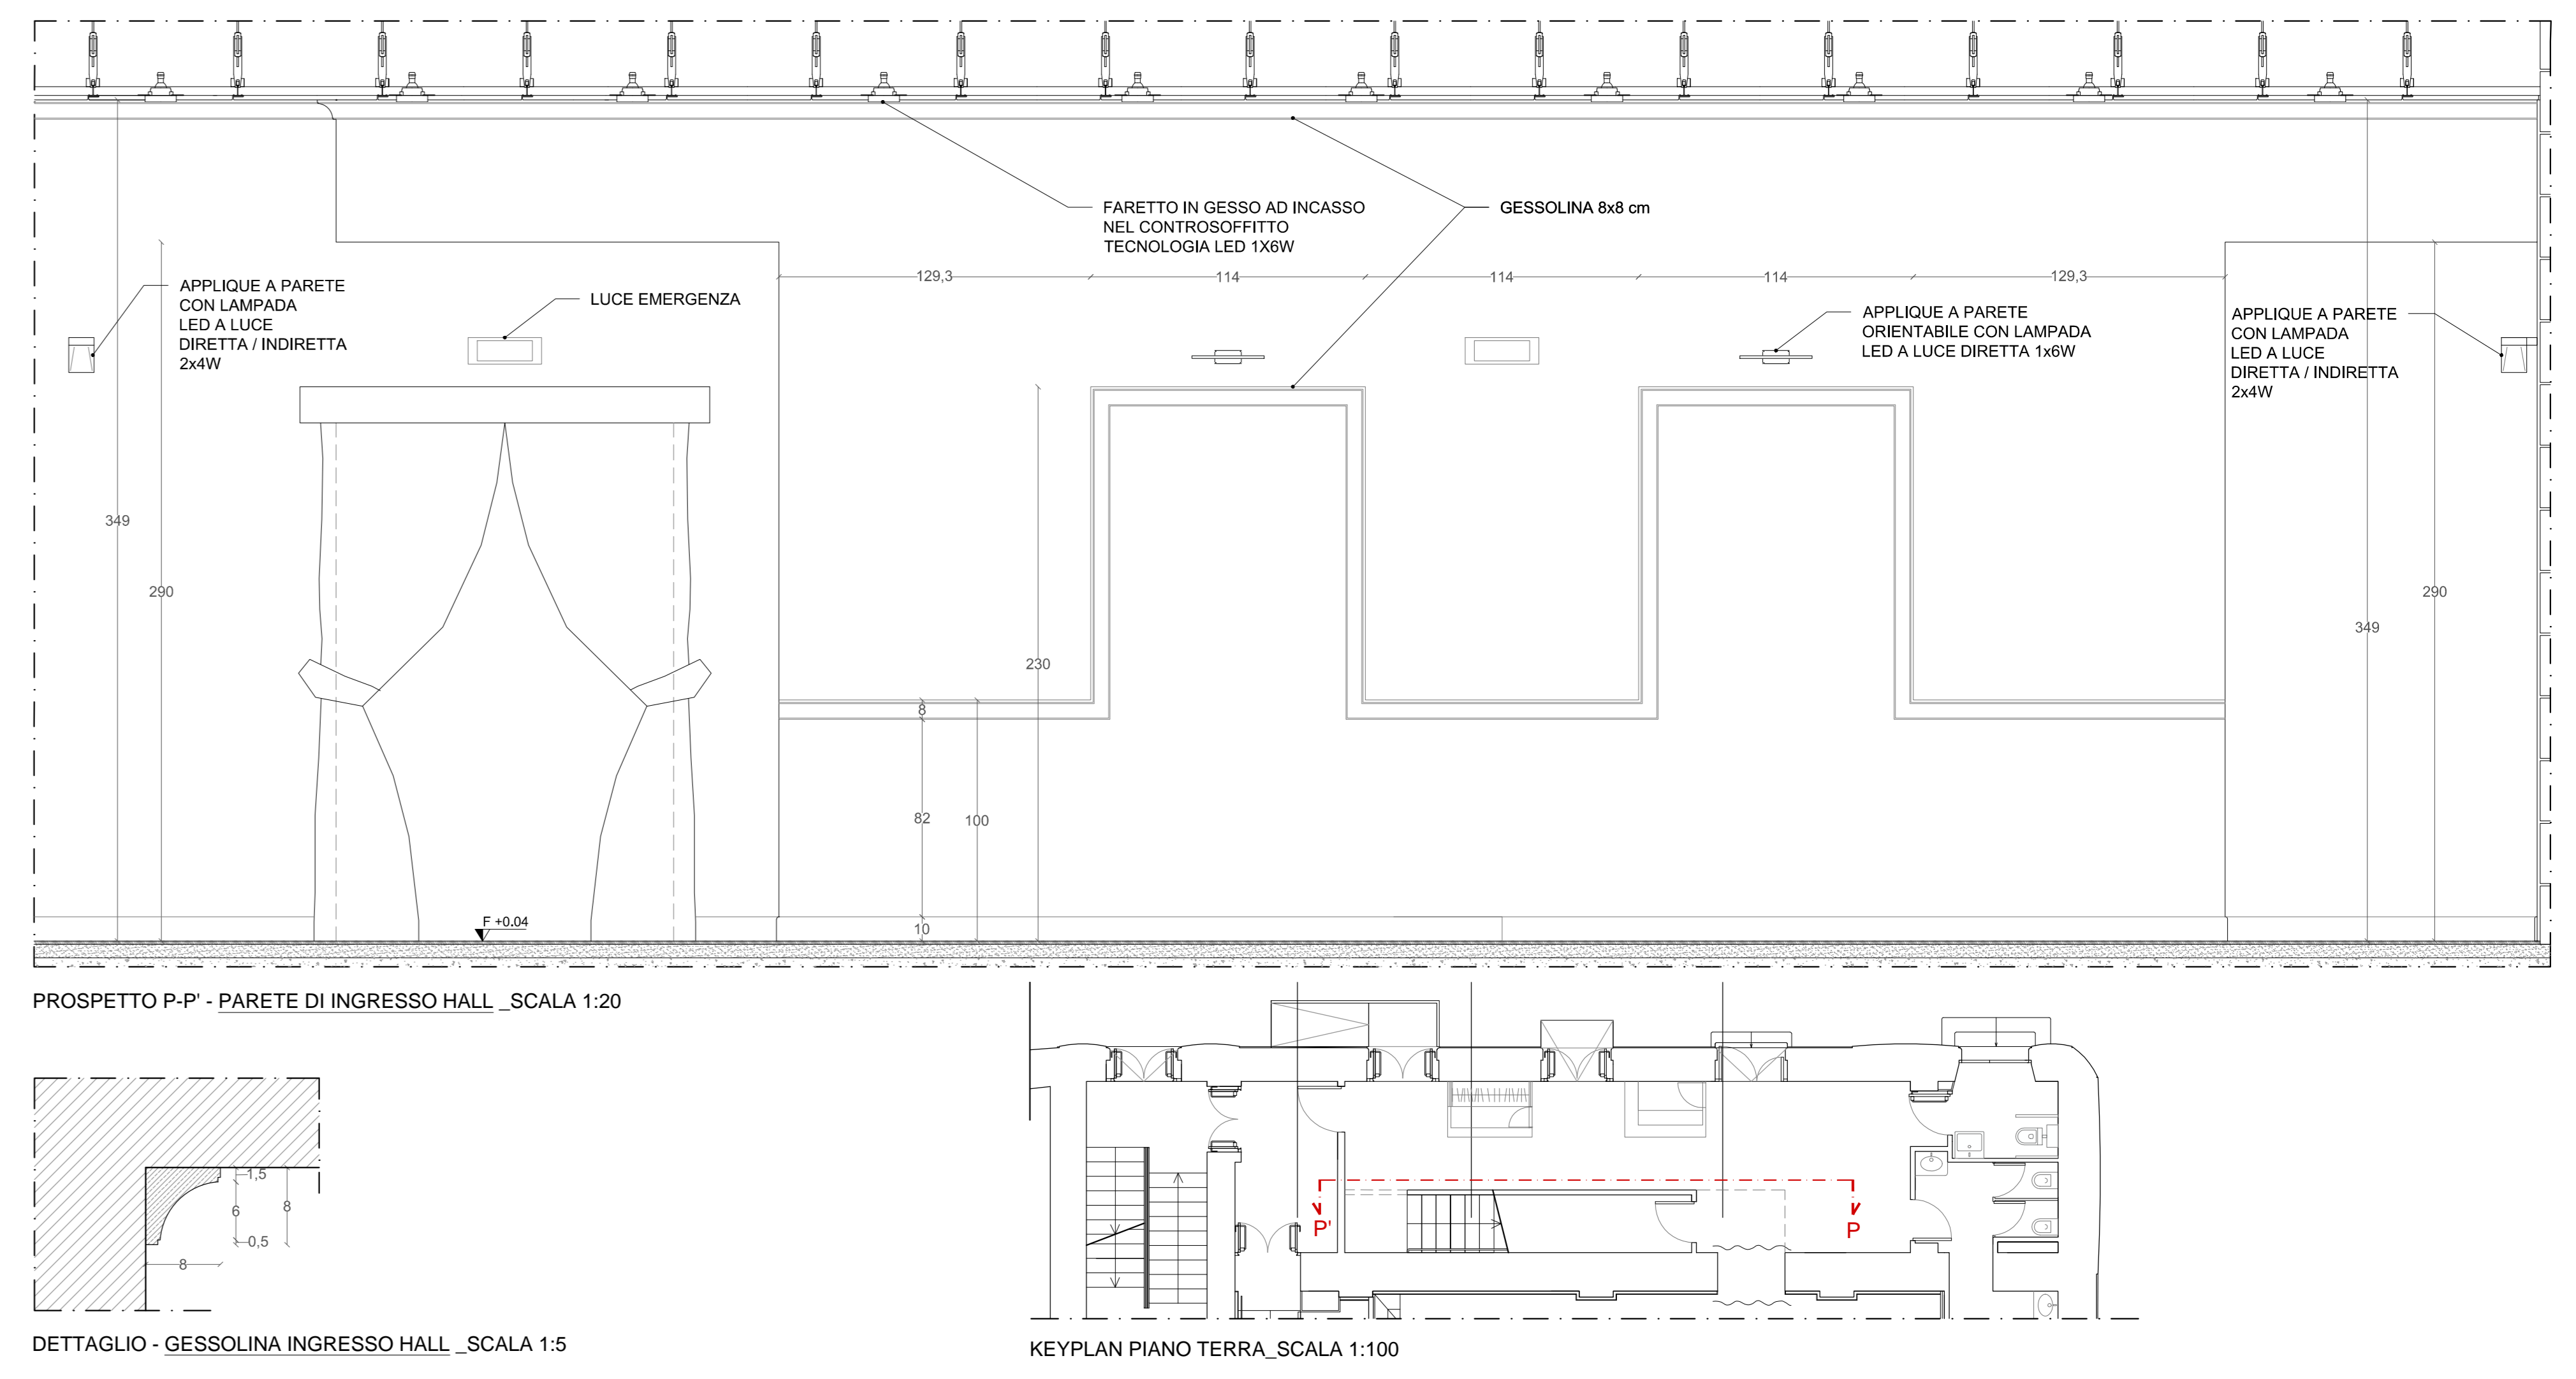 FARETTO IN GESSO AD INCASSO
NEL CONTROSOFFITTO
TECNOLOGIA LED 1X6W
GESSOLINA 8x8 cm
129,3
114
114
114
129,3
APPLIQUE A PARETE
CON LAMPADA
LED A LUCE
DIRETTA / INDIRETTA
2x4W
LUCE EMERGENZA
APPLIQUE A PARETE
ORIENTABILE CON LAMPADA
LED A LUCE DIRETTA 1x6W
APPLIQUE A PARETE
CON LAMPADA
LED A LUCE
DIRETTA / INDIRETTA
2x4W
349
290
230
8
82
100
10
290
349
F +0.04
PROSPETTO P-P' - PARETE DI INGRESSO HALL _SCALA 1:20
1,5
6
8
0,5
8
DETTAGLIO - GESSOLINA INGRESSO HALL _SCALA 1:5
P'
P
KEYPLAN PIANO TERRA_SCALA 1:100